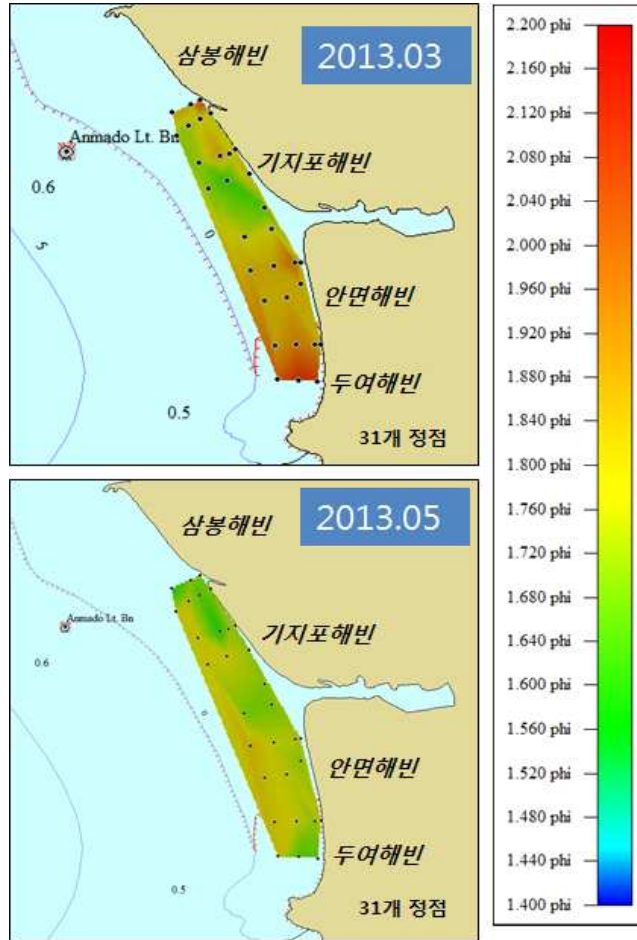 삼봉해빈
2013.03
Anmado Lt. Bn
0.6
기지포해빈
0
5
안면해빈
두여해빈
0.5
31개 정점
삼봉해빈
2013.05
Anmado Lt. Bn
기지포해빈
0.6
0
안면해빈
두여해빈
0.5
31개 정점
2.200 phi
2.160 phi
2.120 phi
2.080 phi
2.040 phi
2.000 phi
1.960 phi
1.920 phi
1.880 phi
1.840 phi
1.800 phi
1.760 phi
1.720 phi
1.680 phi
1.640 phi
1.600 phi
1.560 phi
1.520 phi
1.480 phi
1.440 phi
1.400 phi